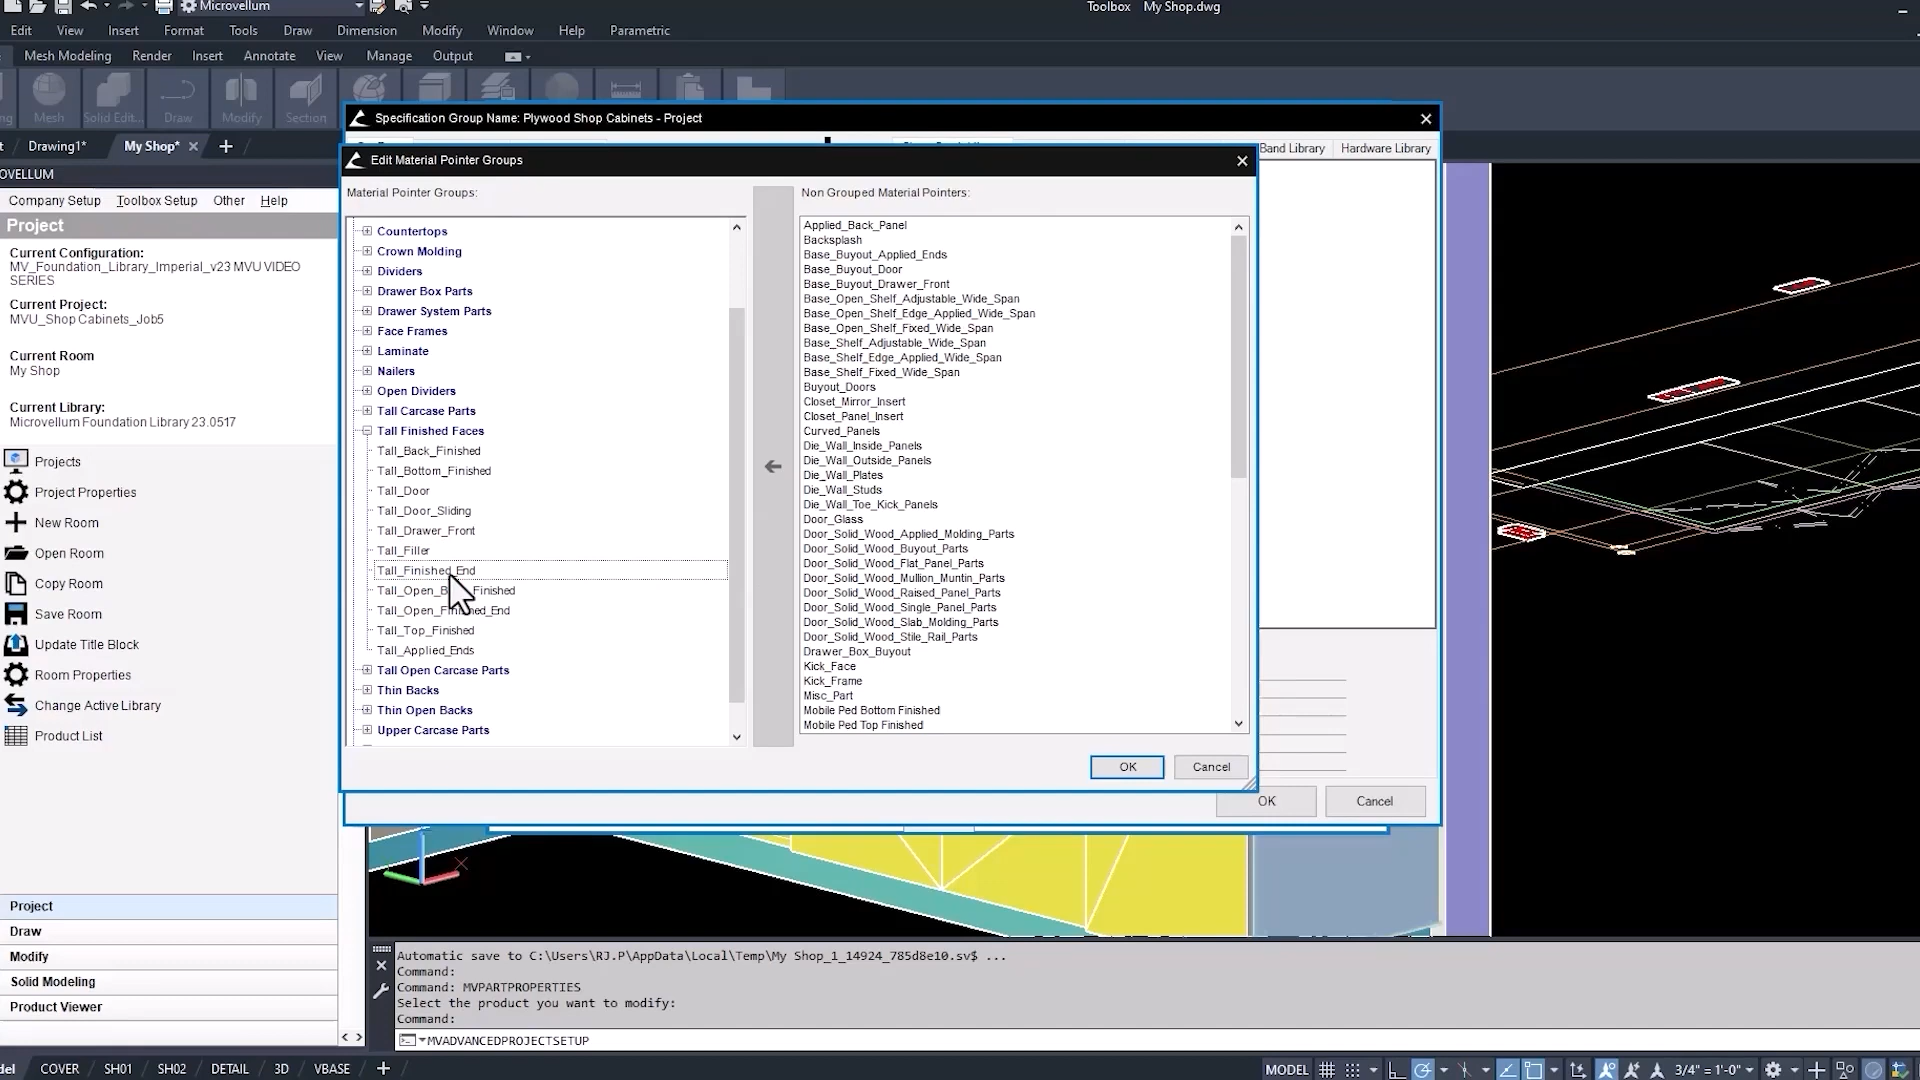 Microvellum
Toolbox My Shop.dwg
Edit View Insert Format Tools Draw Dimension Modify Window Help Parametric
Mesh Modeling Render Insert Annotate View Manage Output
Mesh Solid Edit... Draw Modify Section
Drawing1* My Shop*
OVELLUM
Company Setup Toolbox Setup Other Help
Project
Current Configuration:
MV_Foundation_Library_Imperial_v23 MVU VIDEO
SERIES
Current Project:
MVU_Shop Cabinets_Job5
Current Room
My Shop
Current Library:
Microvellum Foundation Library 23.0517
Projects
Project Properties
New Room
Open Room
Copy Room
Save Room
Update Title Block
Room Properties
Change Active Library
Product List
Project
Draw
Modify
Solid Modeling
Product Viewer
Specification Group Name: Plywood Shop Cabinets - Project
Band Library Hardware Library
Edit Material Pointer Groups
Material Pointer Groups:
Countertops
Crown Molding
Dividers
Drawer Box Parts
Drawer System Parts
Face Frames
Laminate
Nailers
Open Dividers
Tall Carcase Parts
Tall Finished Faces
Tall_Back_Finished
Tall_Bottom_Finished
Tall_Door
Tall_Door_Sliding
Tall_Drawer_Front
Tall_Filler
Tall_Finished_End
Tall_Open_B Finished
Tall_Open_Finished_End
Tall_Top_Finished
Tall_Applied_Ends
Tall Open Carcase Parts
Thin Backs
Thin Open Backs
Upper Carcase Parts
Non Grouped Material Pointers:
Applied_Back_Panel
Backsplash
Base_Buyout_Applied_Ends
Base_Buyout_Door
Base_Buyout_Drawer_Front
Base_Open_Shelf_Adjustable_Wide_Span
Base_Open_Shelf_Edge_Applied_Wide_Span
Base_Open_Shelf_Fixed_Wide_Span
Base_Shelf_Adjustable_Wide_Span
Base_Shelf_Edge_Applied_Wide_Span
Base_Shelf_Fixed_Wide_Span
Buyout_Doors
Closet_Mirror_Insert
Closet_Panel_Insert
Curved_Panels
Die_Wall_Inside_Panels
Die_Wall_Outside_Panels
Die_Wall_Plates
Die_Wall_Studs
Die_Wall_Toe_Kick_Panels
Door_Glass
Door_Solid_Wood_Applied_Molding_Parts
Door_Solid_Wood_Buyout_Parts
Door_Solid_Wood_Flat_Panel_Parts
Door_Solid_Wood_Mullion_Muntin_Parts
Door_Solid_Wood_Raised_Panel_Parts
Door_Solid_Wood_Single_Panel_Parts
Door_Solid_Wood_Slab_Molding_Parts
Door_Solid_Wood_Stile_Rail_Parts
Drawer_Box_Buyout
Kick_Face
Kick_Frame
Misc_Part
Mobile Ped Bottom Finished
Mobile Ped Top Finished
OK Cancel
OK Cancel
Automatic save to C:\Users\RJ.P\AppData\Local\Temp\My Shop_1_14924_785d8e10.sv$ ...
Command:
Command: MVPARTPROPERTIES
Select the product you want to modify:
Command:
MVADVANCEDPROJECTSETUP
del COVER SH01 SH02 DETAIL 3D VBASE
MODEL 3/4" = 1'-0"